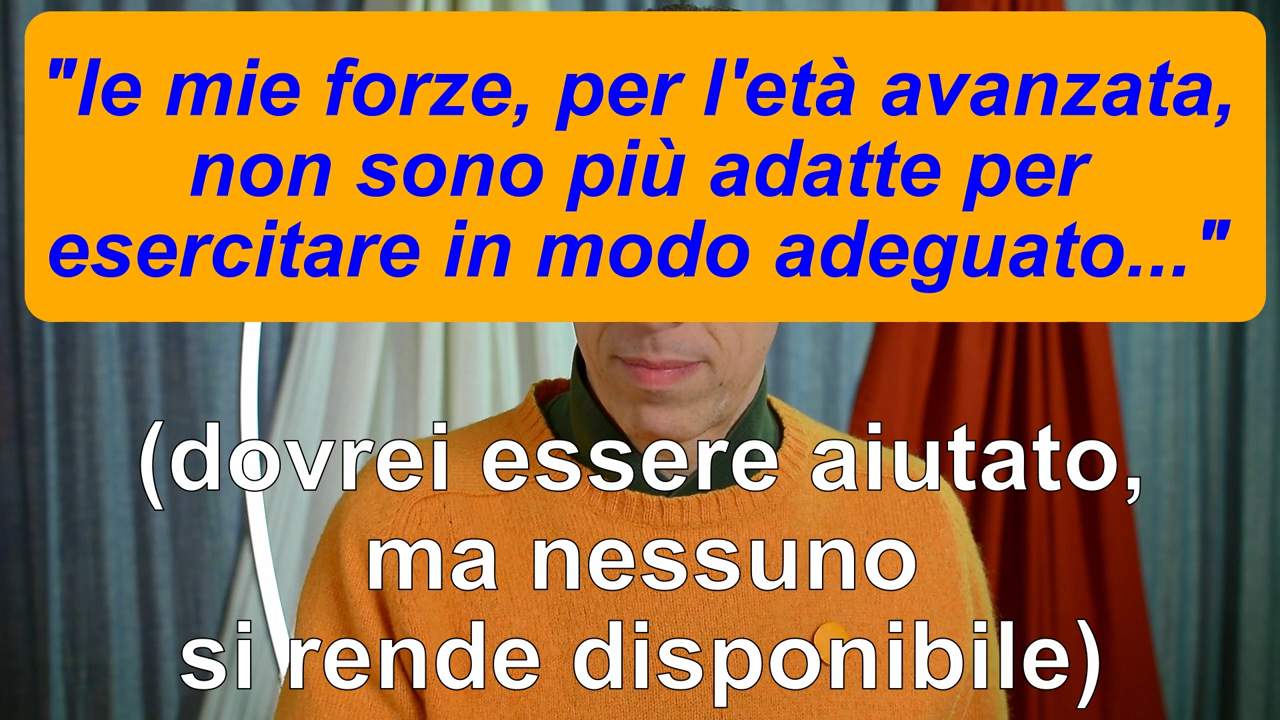 "le mie forze, per l'età avanzata,
non sono più adatte per
esercitare in modo adeguato..."
(dovrei essere aiutato,
ma nessuno
si rende disponibile)